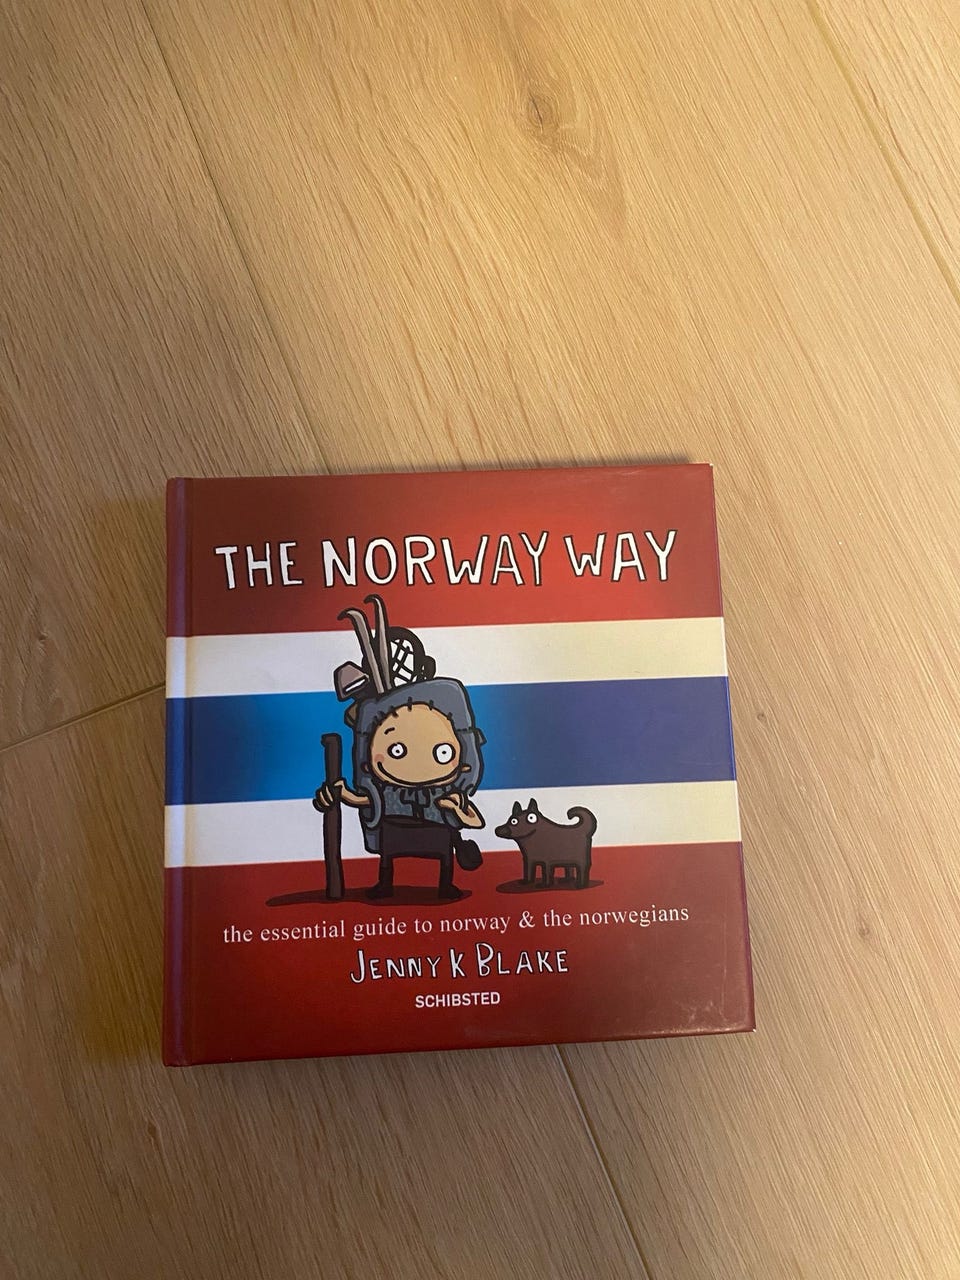 THE NORWAY WAY
the essential guide to norway & the norwegians
JENNY K BLAKE
SCHIBSTED